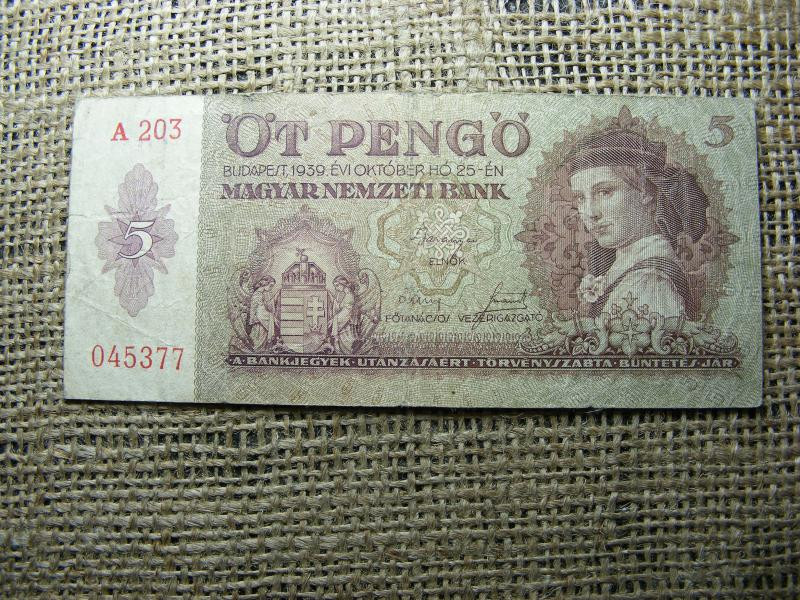 A 203
ÖT PENGŐ
5
BUDAPEST, 1939. ÉVI OKTÓBER HÓ 25-ÉN
MAGYAR NEMZETI BANK
5
ELNÖK
FŐTANÁCSOS VEZÉRIGAZGATÓ
045377
A · BANKJEGYEK · UTÁNZÁSÁÉRT · TÖRVÉNYSZABTA · BÜNTETÉS · JÁR